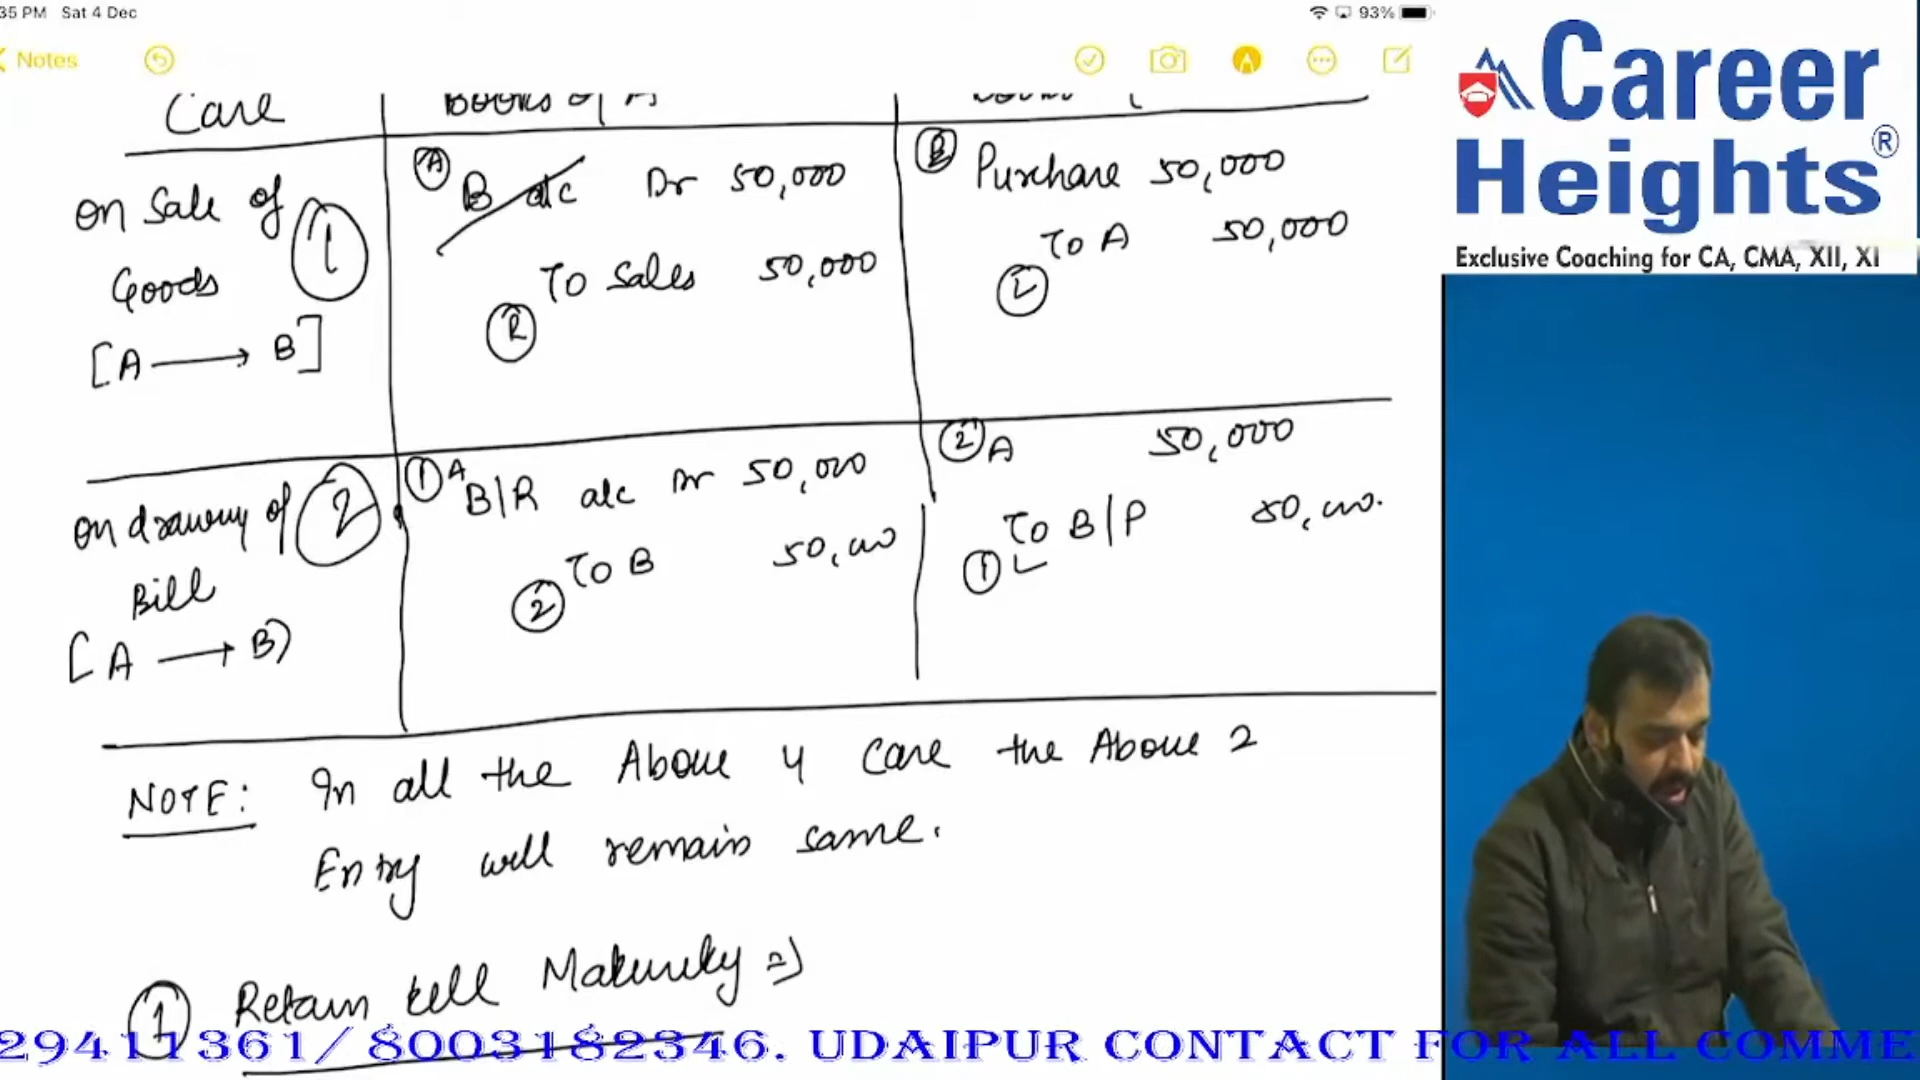 35 PM Sat 4 Dec
93%
Notes
Career
Heights®
Exclusive Coaching for CA, CMA, XII, XI
Case
Books of A
on Sale of
Goods
[A → B]
1
A
B a/c Dr 50,000
To Sales 50,000
R
Purchase 50,000
To A 50,000
L
on drawing of
Bill
[A → B)
2
1 A
B/R a/c Dr 50,000
To B 50,000
2
2 A 50,000
To B/P 50,000.
1
NOTE: In all the Above 4 Case the Above 2
Entry will remain same.
1 Retain till Maturity ⇒
29411361/ 8003182346. UDAIPUR CONTACT FOR ALL COMME